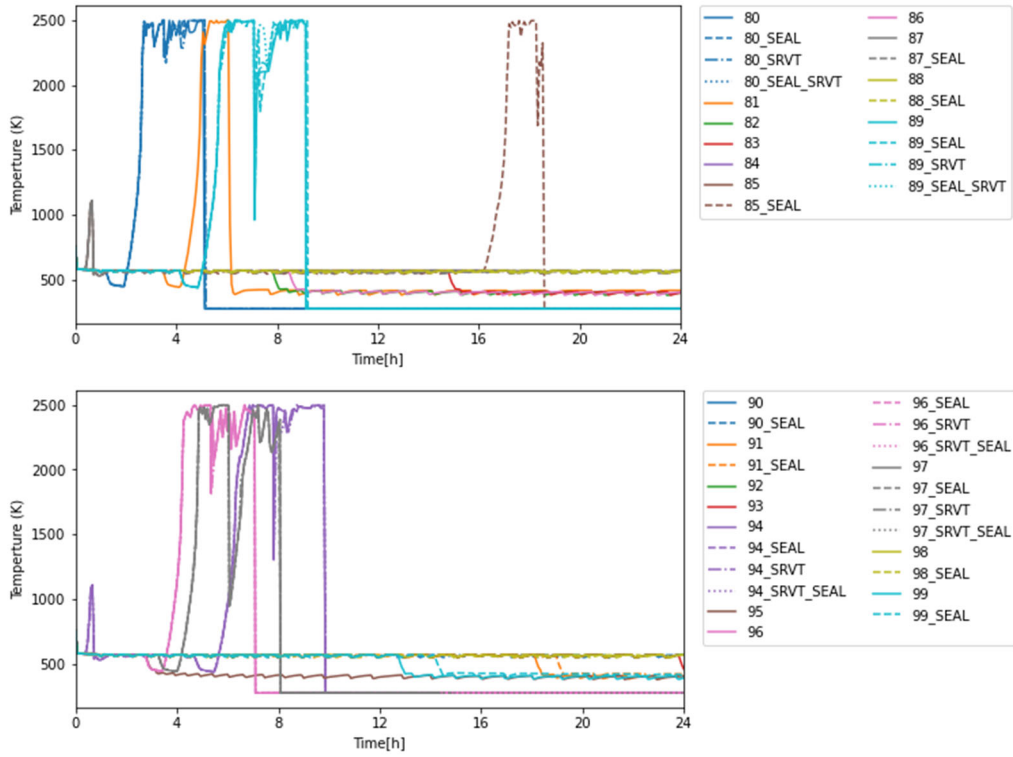 2500
2000
1500
1000
500
Temperture (K)
0
4
8
12
16
20
24
Time[h]
80
80_SEAL
80_SRVT
80_SEAL_SRVT
81
82
83
84
85
85_SEAL
86
87
87_SEAL
88
88_SEAL
89
89_SEAL
89_SRVT
89_SEAL_SRVT
2500
2000
1500
1000
500
Temperture (K)
0
4
8
12
16
20
24
Time[h]
90
90_SEAL
91
91_SEAL
92
93
94
94_SEAL
94_SRVT
94_SRVT_SEAL
95
96
96_SEAL
96_SRVT
96_SRVT_SEAL
97
97_SEAL
97_SRVT
97_SRVT_SEAL
98
98_SEAL
99
99_SEAL